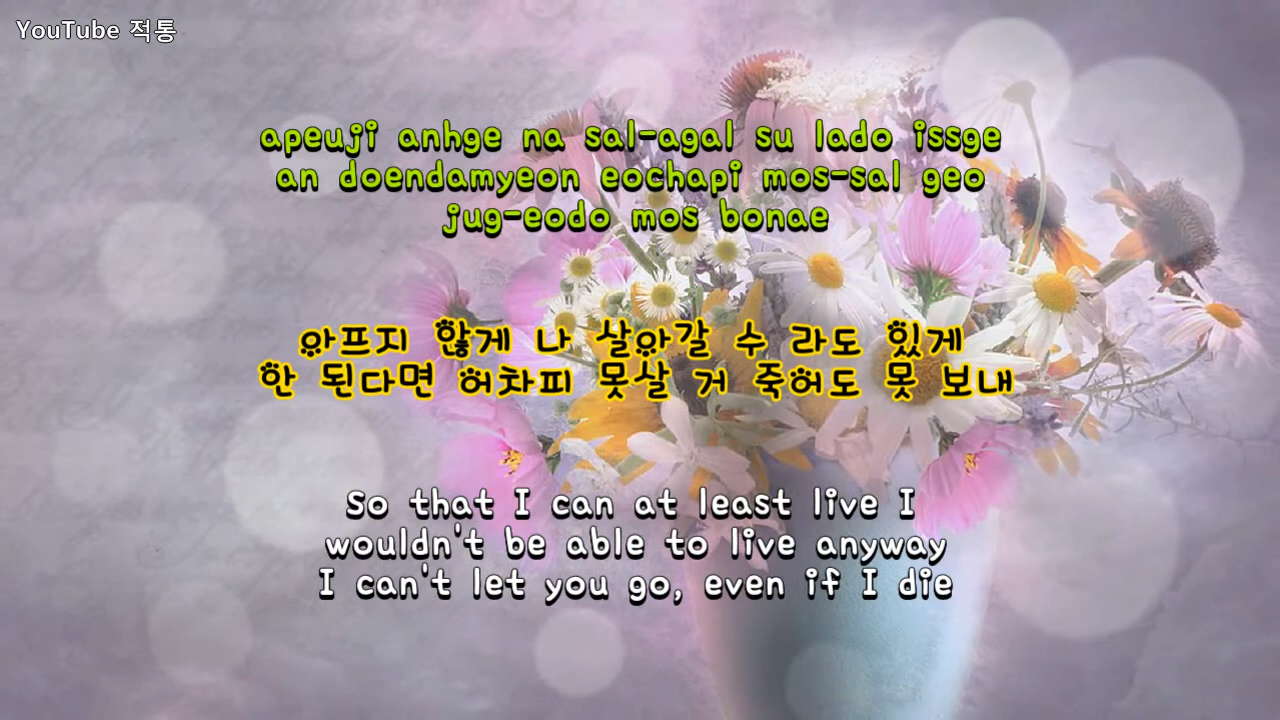 YouTube 적통
apeuji anhge na sal-agal su lado issge
an doendamyeon eochapi mos-sal geo
jug-eodo mos bonae
아프지 않게 나 살아갈 수 라도 있게
안 된다면 어차피 못살 거 죽어도 못 보내
So that I can at least live I
wouldn't be able to live anyway
I can't let you go, even if I die